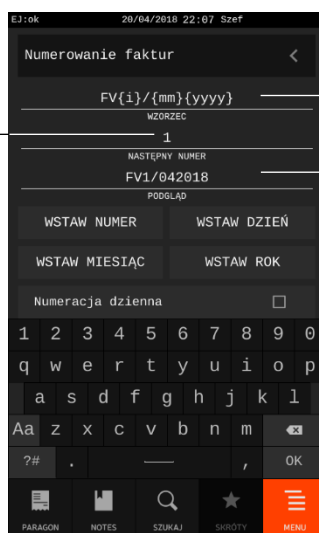 EJ:ok 20/04/2018 22:07 Szef
Numerowanie faktur
FV{i}/{mm}{yyyy}
WZORZEC
1
NASTĘPNY NUMER
FV1/042018
PODGLĄD
WSTAW NUMER WSTAW DZIEŃ
WSTAW MIESIĄC WSTAW ROK
Numeracja dzienna
1 2 3 4 5 6 7 8 9 0
q w e r t y u i o p
a s d f g h j k l
Aa z x c v b n m
?# . , OK
PARAGON NOTES SZUKAJ SKRÓTY MENU